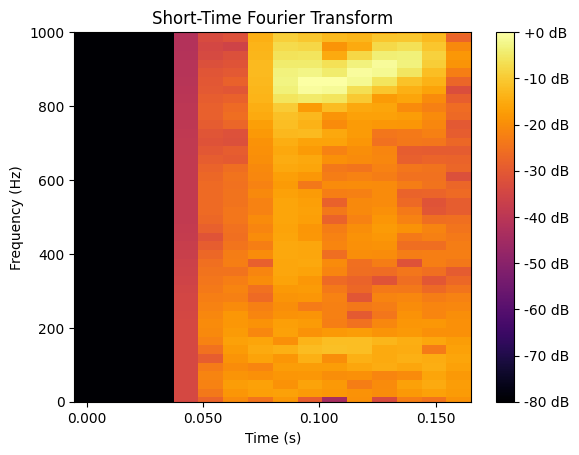 Short-Time Fourier Transform
1000
800
600
400
200
0
Frequency (Hz)
0.000
0.050
0.100
0.150
Time (s)
+0 dB
-10 dB
-20 dB
-30 dB
-40 dB
-50 dB
-60 dB
-70 dB
-80 dB